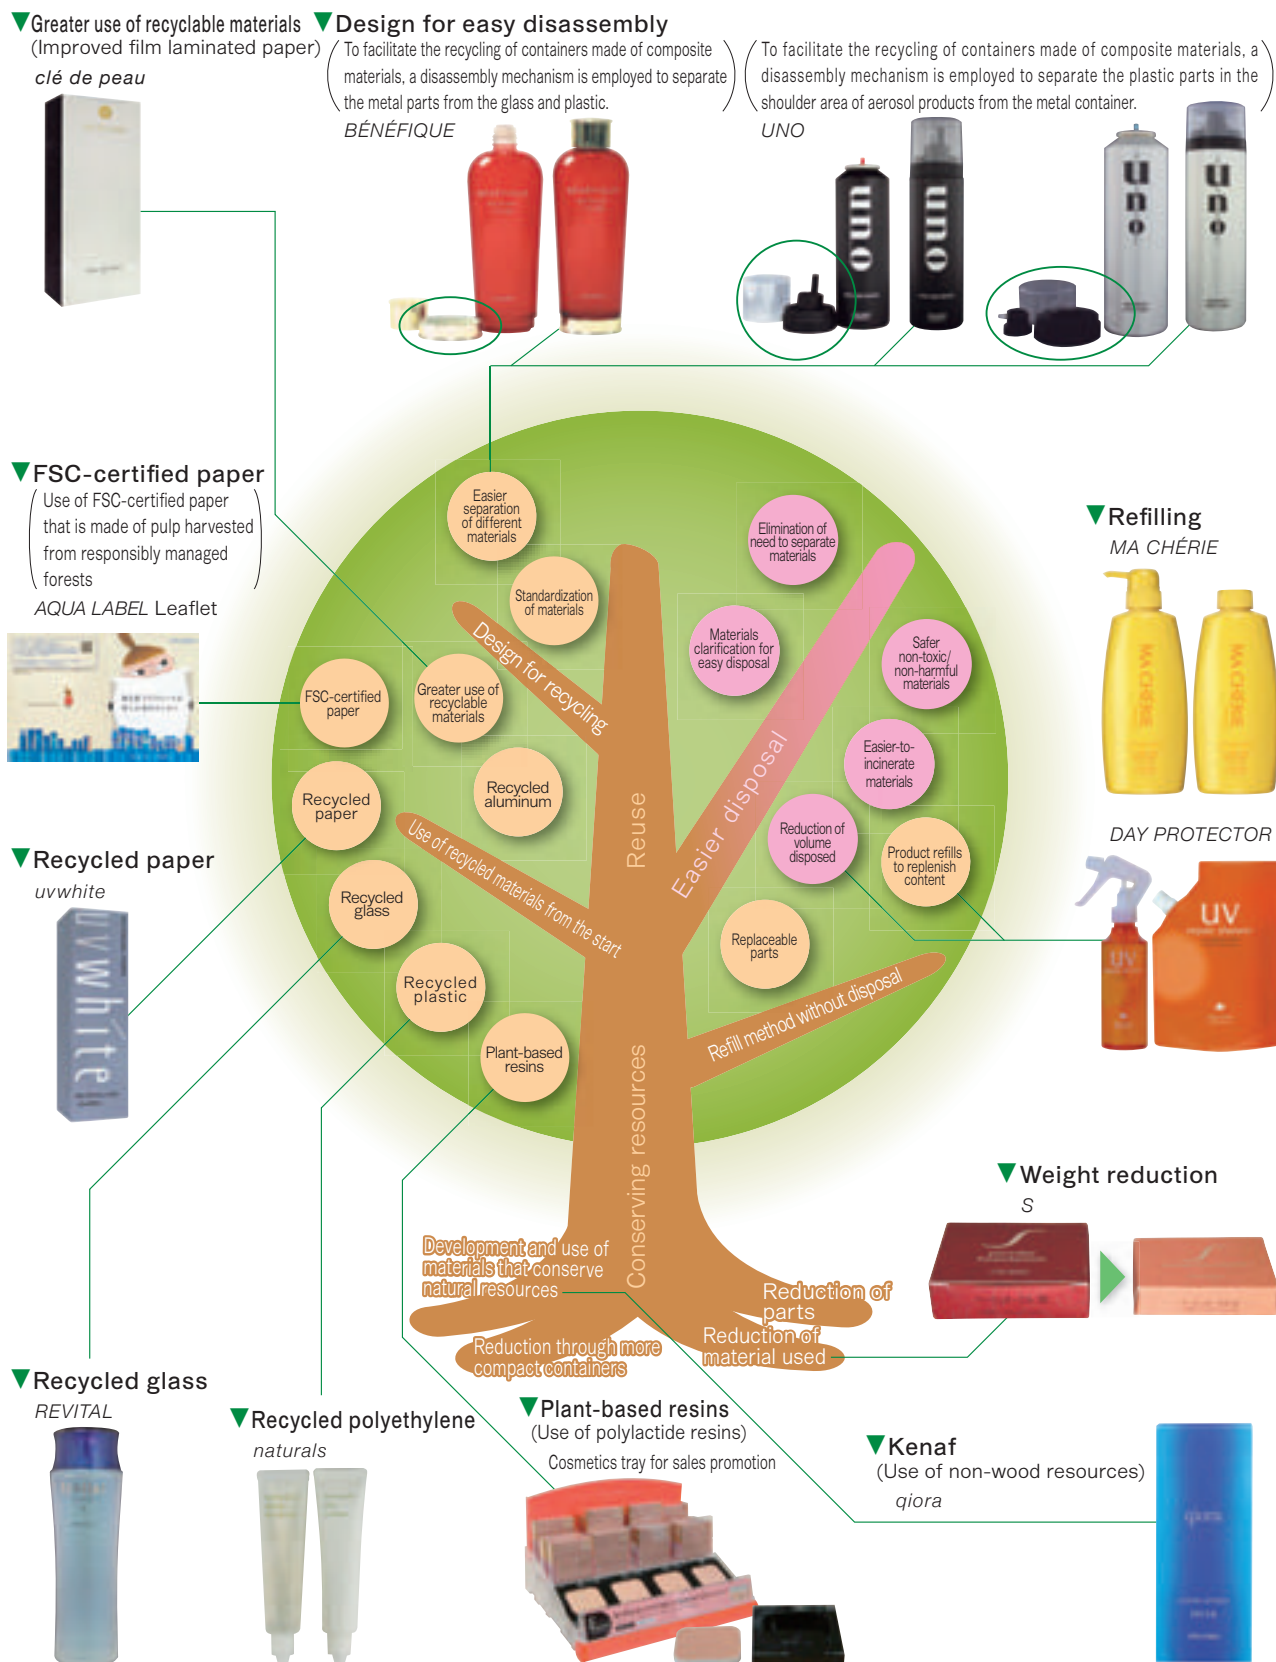 ▼Greater use of recyclable materials
(Improved film laminated paper)
clé de peau
▼Design for easy disassembly
(To facilitate the recycling of containers made of composite
materials, a disassembly mechanism is employed to separate
the metal parts from the glass and plastic.)
BÉNÉFIQUE
(To facilitate the recycling of containers made of composite materials, a
disassembly mechanism is employed to separate the plastic parts in the
shoulder area of aerosol products from the metal container.)
UNO
uno
uno
uno
uno
▼FSC-certified paper
(Use of FSC-certified paper
that is made of pulp harvested
from responsibly managed
forests)
AQUA LABEL Leaflet
▼Recycled paper
uvwhite
uvwhite
▼Recycled glass
REVITAL
▼Recycled polyethylene
naturals
▼Plant-based resins
(Use of polylactide resins)
Cosmetics tray for sales promotion
▼Kenaf
(Use of non-wood resources)
qiora
qiora
▼Weight reduction
S
▼Refilling
MA CHÉRIE
MA CHÉRIE
MA CHÉRIE
DAY PROTECTOR
UV
UV
Easier
separation
of different
materials
Standardization
of materials
Design for recycling
FSC-certified
paper
Greater use of
recyclable
materials
Recycled
aluminum
Recycled
paper
Use of recycled materials from the start
Recycled
glass
Recycled
plastic
Plant-based
resins
Elimination of
need to separate
materials
Materials
clarification for
easy disposal
Safer
non-toxic/
non-harmful
materials
Easier-to-
incinerate
materials
Reduction of
volume
disposed
Product refills
to replenish
content
Replaceable
parts
Easier disposal
Reuse
Refill method without disposal
Conserving resources
Development and use of
materials that conserve
natural resources
Reduction through more
compact containers
Reduction of
parts
Reduction of
material used